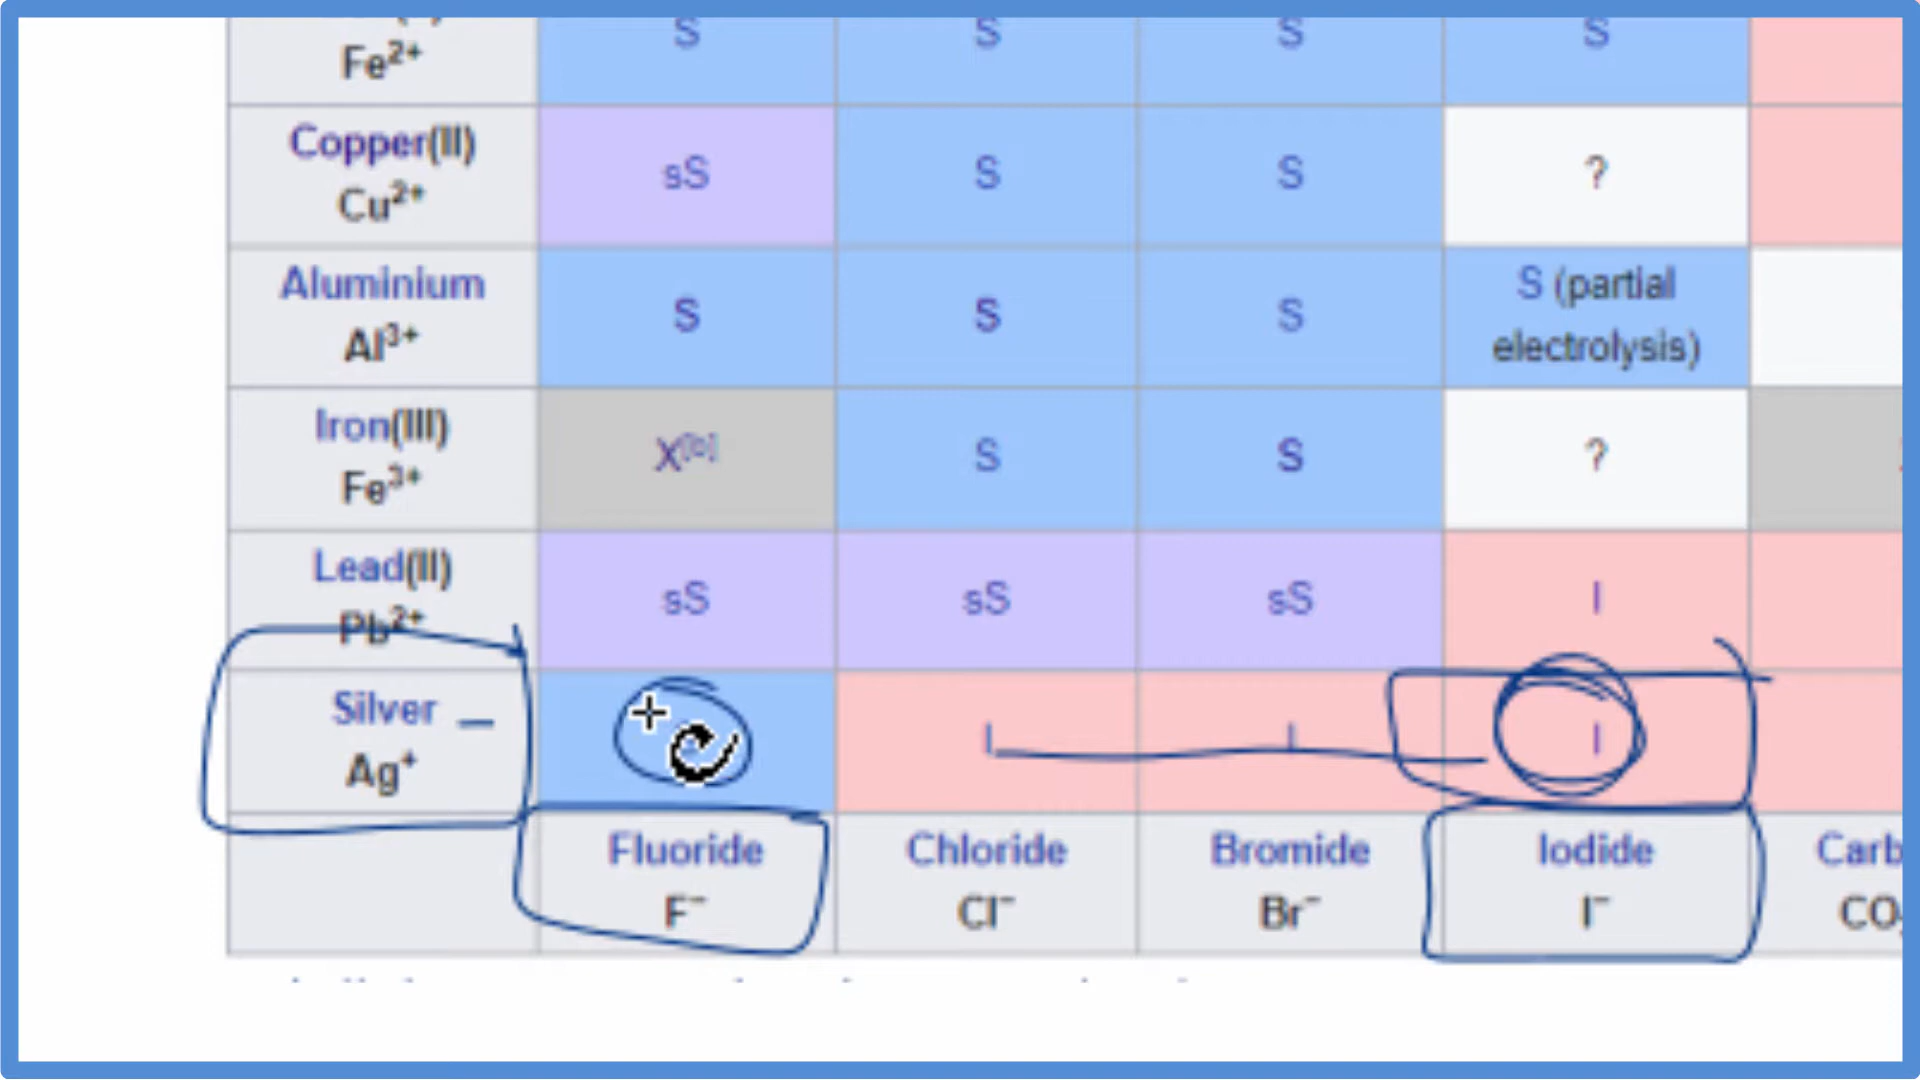 Fe²⁺ S S S S
Copper(II)
Cu²⁺ sS S S ?
Aluminium
Al³⁺ S S S S (partial
electrolysis)
Iron(III)
Fe³⁺ X[b] S S ?
Lead(II)
Pb²⁺ sS sS sS I
Silver
Ag⁺ I I I
Fluoride Chloride Bromide Iodide
F⁻ Cl⁻ Br⁻ I⁻